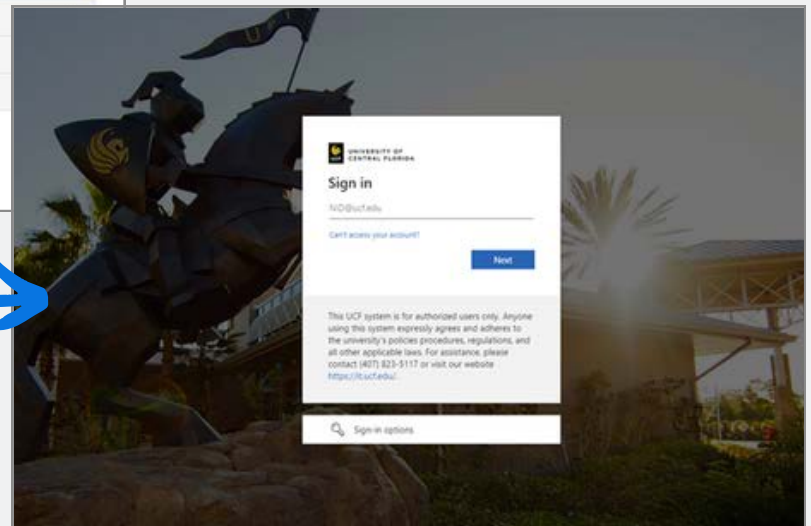 UCF
UNIVERSITY OF
CENTRAL FLORIDA
Sign in
NID@ucf.edu
Can't access your account?
Next
This UCF system is for authorized users only. Anyone
using this system expressly agrees and adheres to
the university's policies procedures, regulations, and
all other applicable laws. For assistance, please
contact (407) 823-5117 or visit our website
https://it.ucf.edu/.
Sign-in options